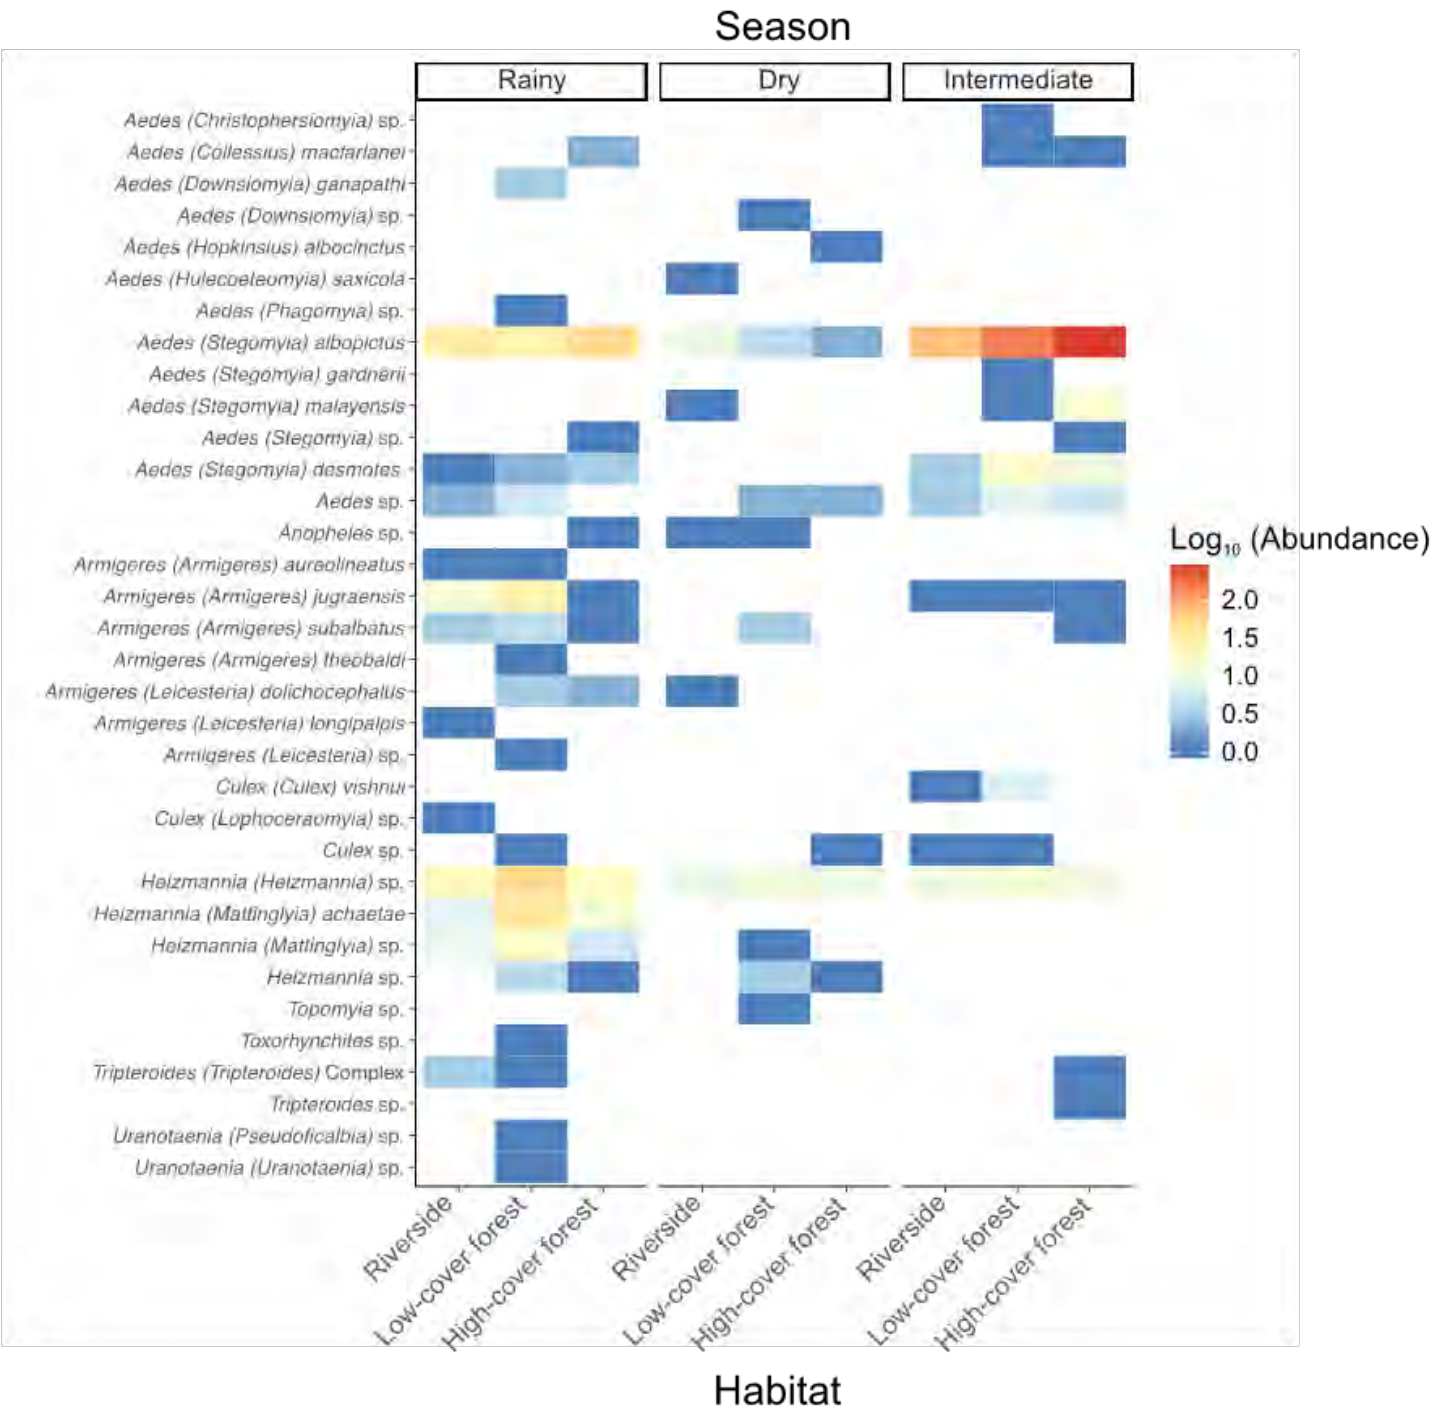 Season
Rainy
Dry
Intermediate
Aedes (Christophersiomyia) sp.
Aedes (Collessius) macfarlanei
Aedes (Downsiomyia) ganapathi
Aedes (Downsiomyia) sp.
Aedes (Hopkinsius) albocinctus
Aedes (Hulecoeteomyia) saxicola
Aedes (Phagomyia) sp.
Aedes (Stegomyia) albopictus
Aedes (Stegomyia) gardnerii
Aedes (Stegomyia) malayensis
Aedes (Stegomyia) sp.
Aedes (Stegomyia) desmotes
Aedes sp.
Anopheles sp.
Armigeres (Armigeres) aureolineatus
Armigeres (Armigeres) jugraensis
Armigeres (Armigeres) subalbatus
Armigeres (Armigeres) theobaldi
Armigeres (Leicesteria) dolichocephalus
Armigeres (Leicesteria) longipalpis
Armigeres (Leicesteria) sp.
Culex (Culex) vishnui
Culex (Lophoceraomyia) sp.
Culex sp.
Heizmannia (Heizmannia) sp.
Heizmannia (Mattinglyia) achaetae
Heizmannia (Mattinglyia) sp.
Heizmannia sp.
Topomyia sp.
Toxorhynchites sp.
Tripteroides (Tripteroides) Complex
Tripteroides sp.
Uranotaenia (Pseudoficalbia) sp.
Uranotaenia (Uranotaenia) sp.
Log₁₀ (Abundance)
2.0
1.5
1.0
0.5
0.0
Riverside
Low-cover forest
High-cover forest
Riverside
Low-cover forest
High-cover forest
Riverside
Low-cover forest
High-cover forest
Habitat